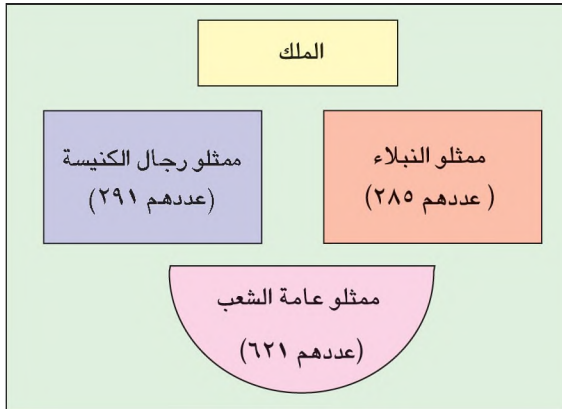 الملك
ممثلو النبلاء
( عددهم ٢٨٥)
ممثلو رجال الكنيسة
(عددهم ٢٩١)
ممثلو عامة الشعب
(عددهم ٦٢١)